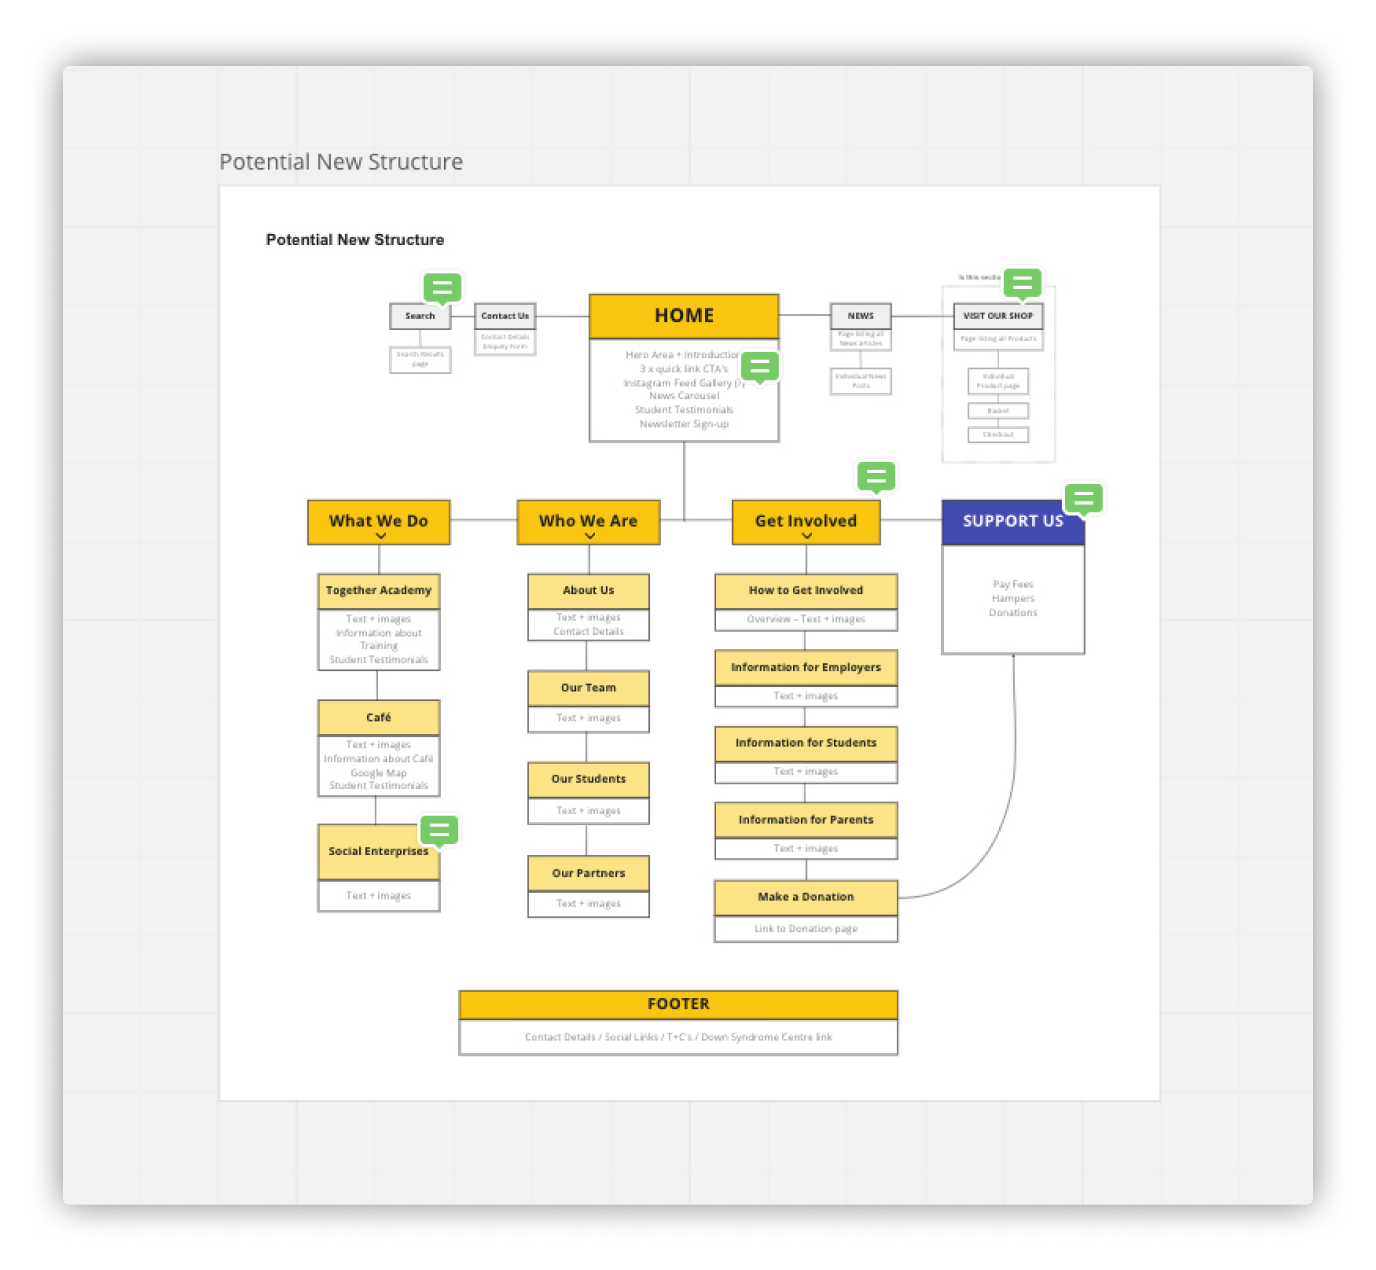 Potential New Structure
Potential New Structure
Search
Search Results
page
Contact Us
Contact Details
Enquiry Form
HOME
Hero Area + Introduction
3 x quick link CTA's
Instagram Feed Gallery [?]
News Carousel
Student Testimonials
Newsletter Sign-up
NEWS
Page listing all
News articles
Individual News
Posts
Is this
VISIT OUR SHOP
Page listing all Products
Individual
Product page
Basket
Checkout
What We Do
Together Academy
Text + images
Information about
Training
Student Testimonials
Café
Text + images
Information about Café
Google Map
Student Testimonials
Social Enterprises
Text + images
Who We Are
About Us
Text + images
Contact Details
Our Team
Text + images
Our Students
Text + images
Our Partners
Text + images
Get Involved
How to Get Involved
Overview – Text + images
Information for Employers
Text + images
Information for Students
Text + images
Information for Parents
Text + images
Make a Donation
Link to Donation page
SUPPORT US
Pay Fees
Hampers
Donations
FOOTER
Contact Details / Social Links / T+C's / Down Syndrome Centre link